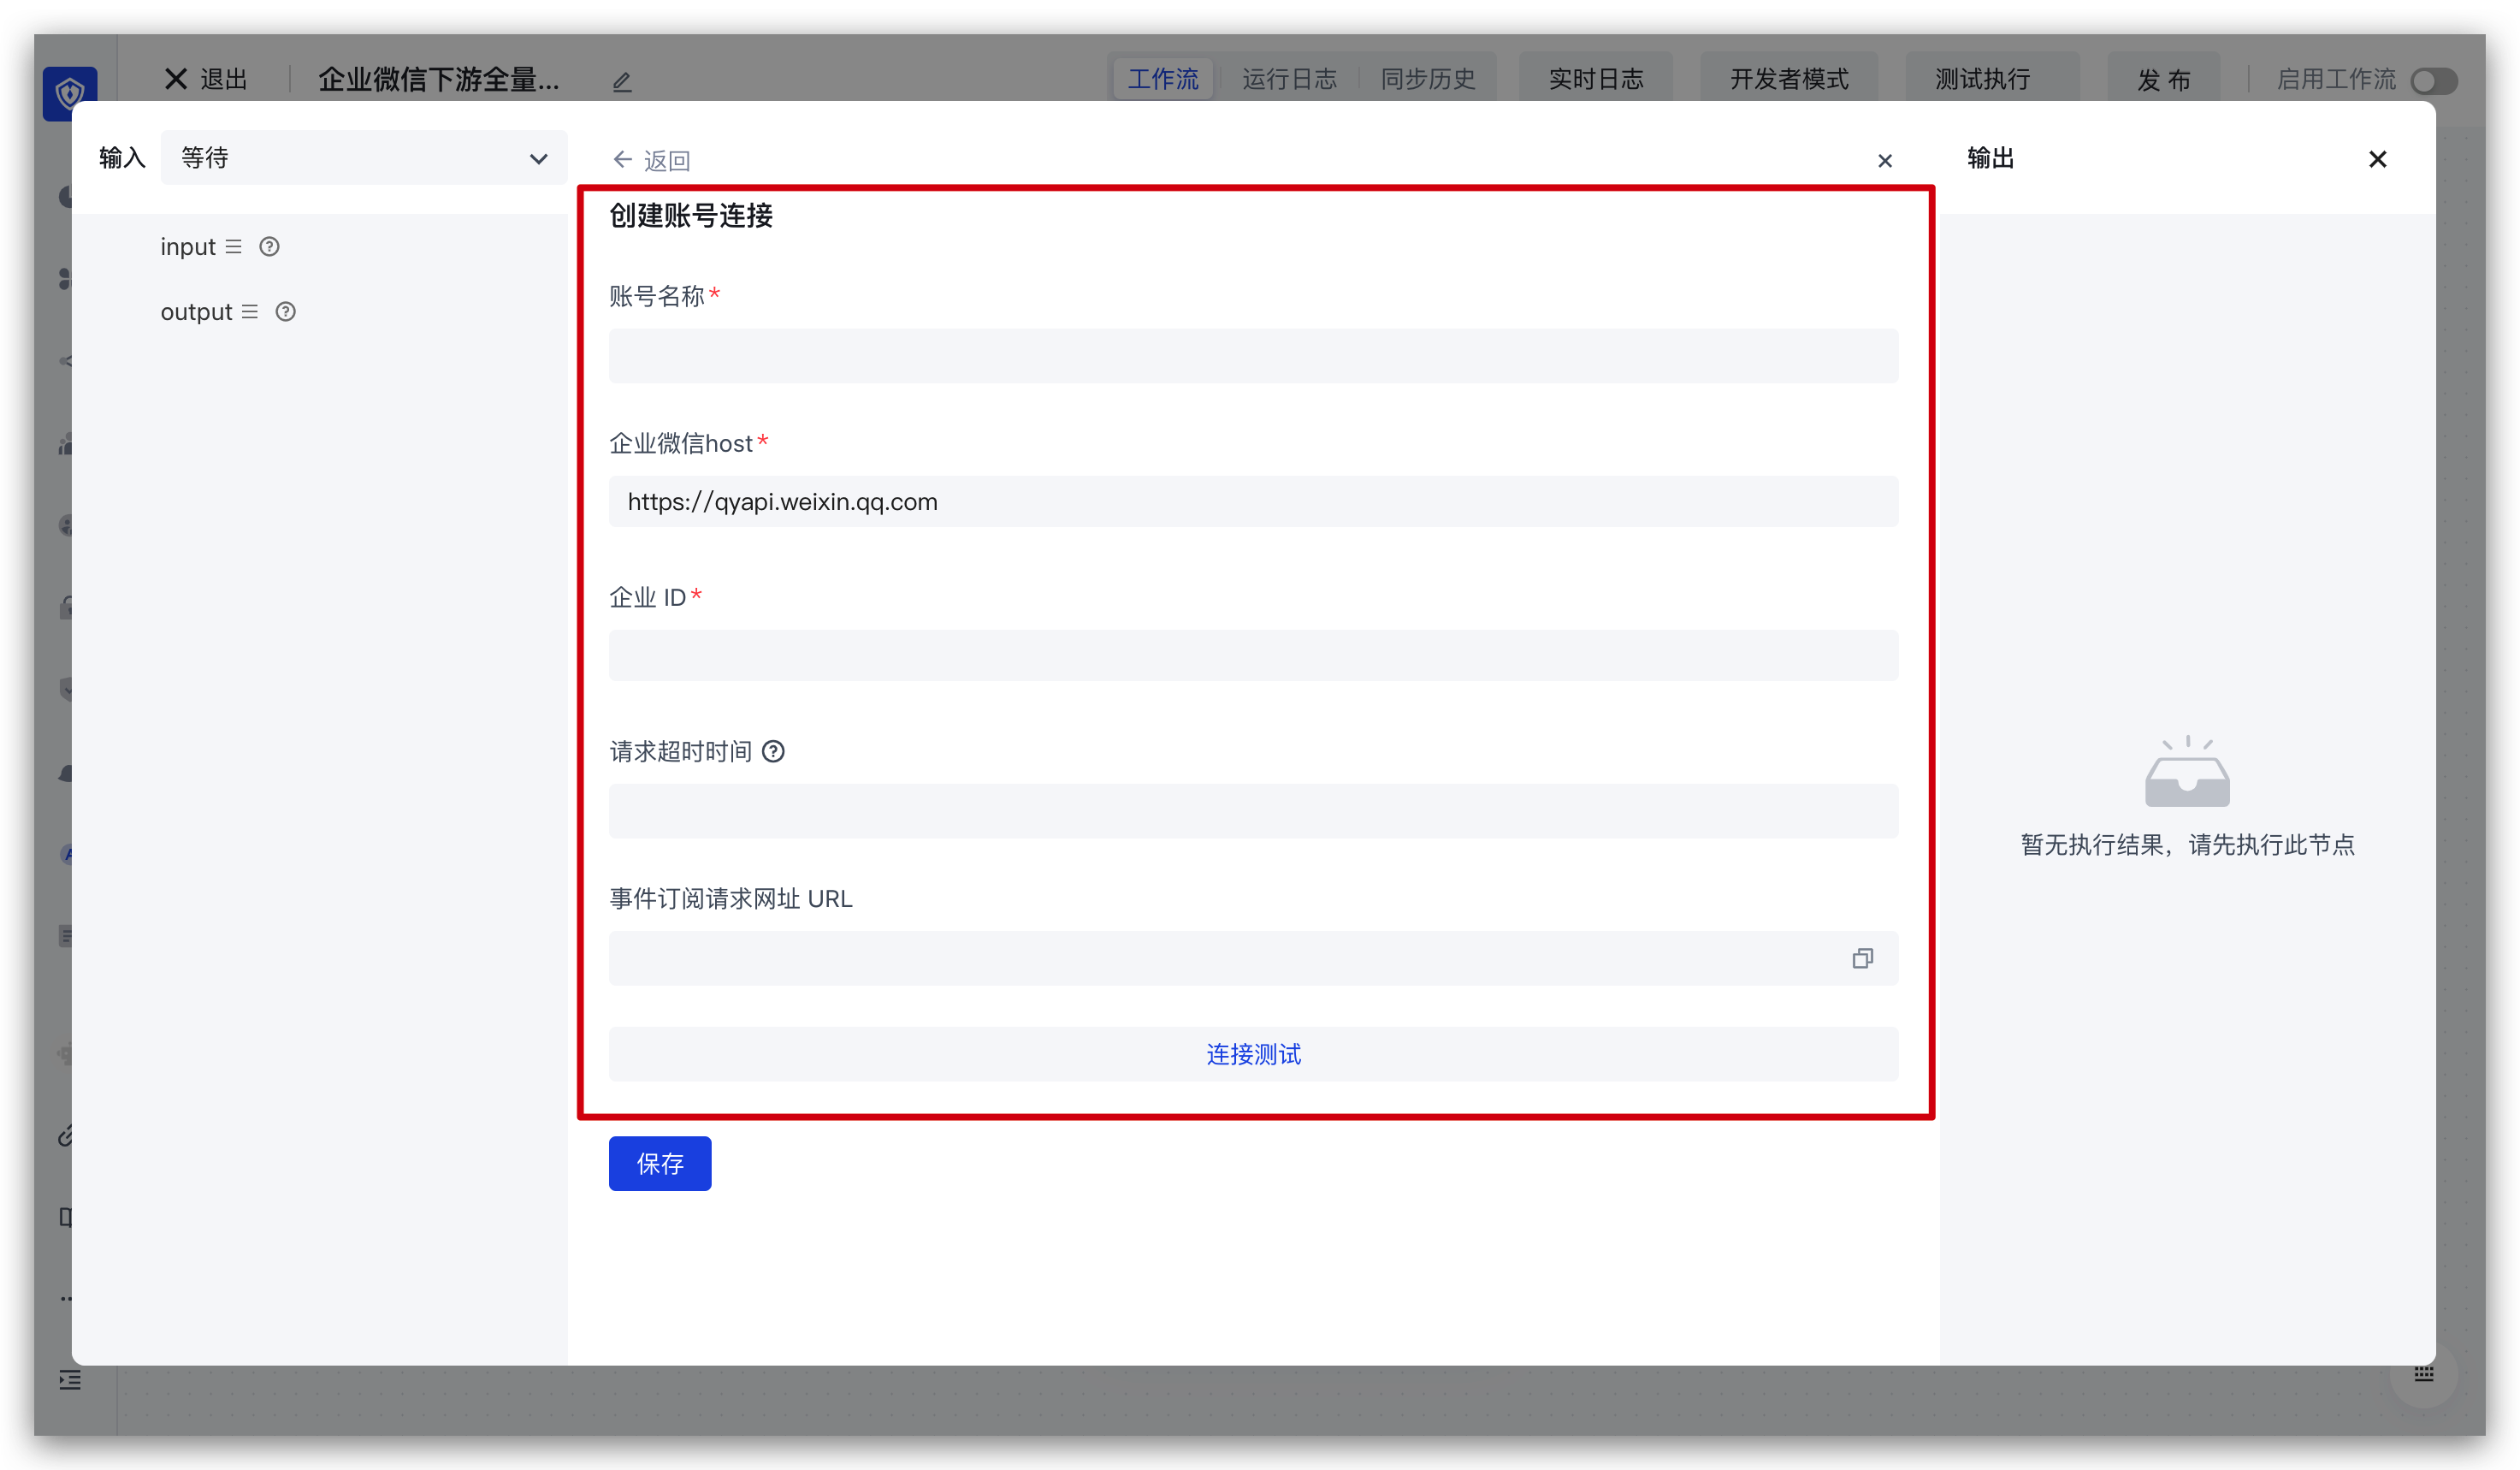 退出
企业微信下游全量...
工作流
运行日志
同步历史
实时日志
开发者模式
测试执行
发 布
启用工作流
输入
等待
input
output
返回
创建账号连接
账号名称*
企业微信host*
https://qyapi.weixin.qq.com
企业 ID*
请求超时时间
事件订阅请求网址 URL
连接测试
保存
输出
暂无执行结果，请先执行此节点